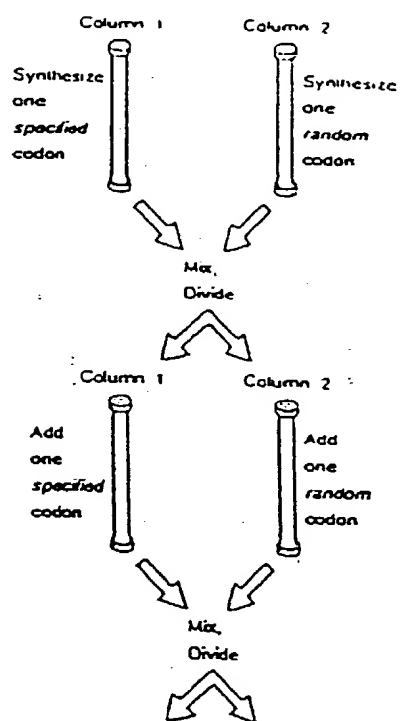 Column 1
Column 2
Synthesize
one
specified
codon
Synthesize
one
random
codon
Mix,
Divide
Column 1
Column 2
Add
one
specified
codon
Add
one
random
codon
Mix,
Divide